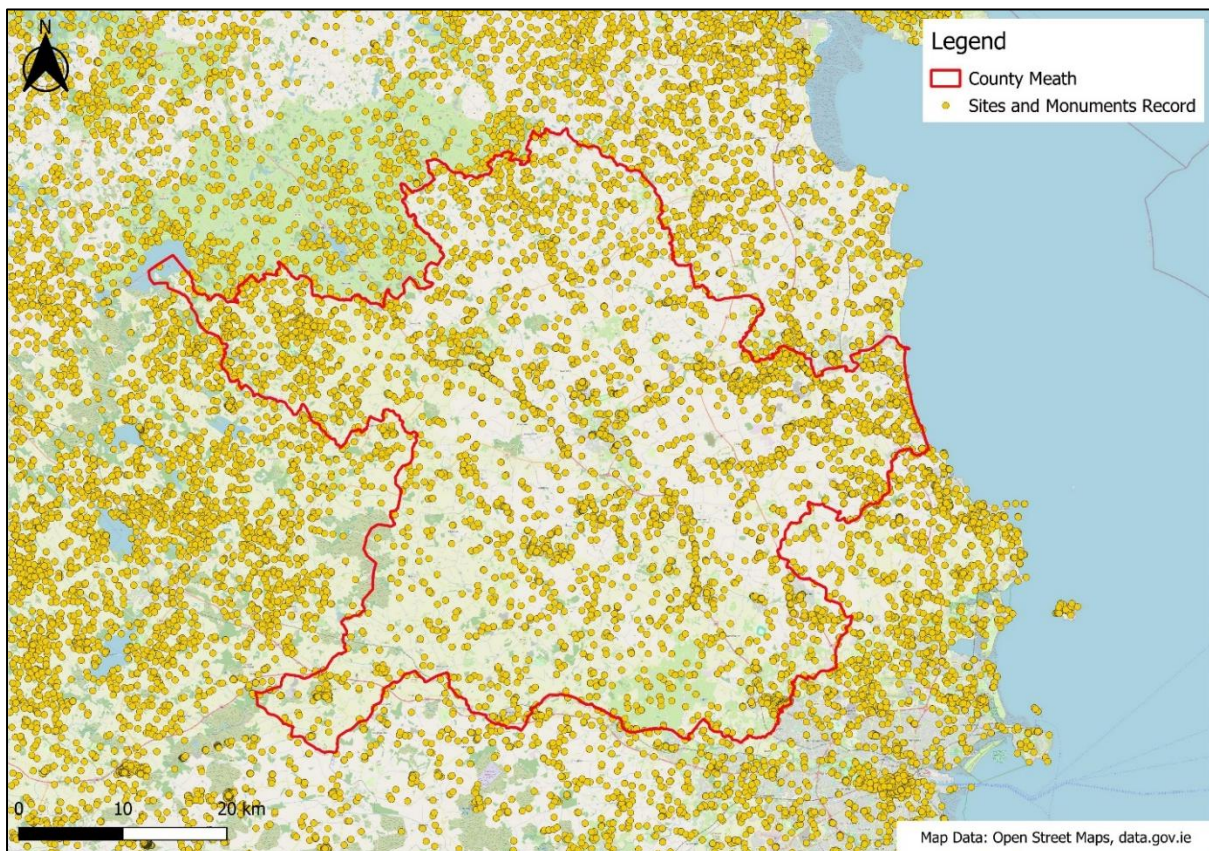 N
Legend
County Meath
Sites and Monuments Record
0 10 20 km
Map Data: Open Street Maps, data.gov.ie